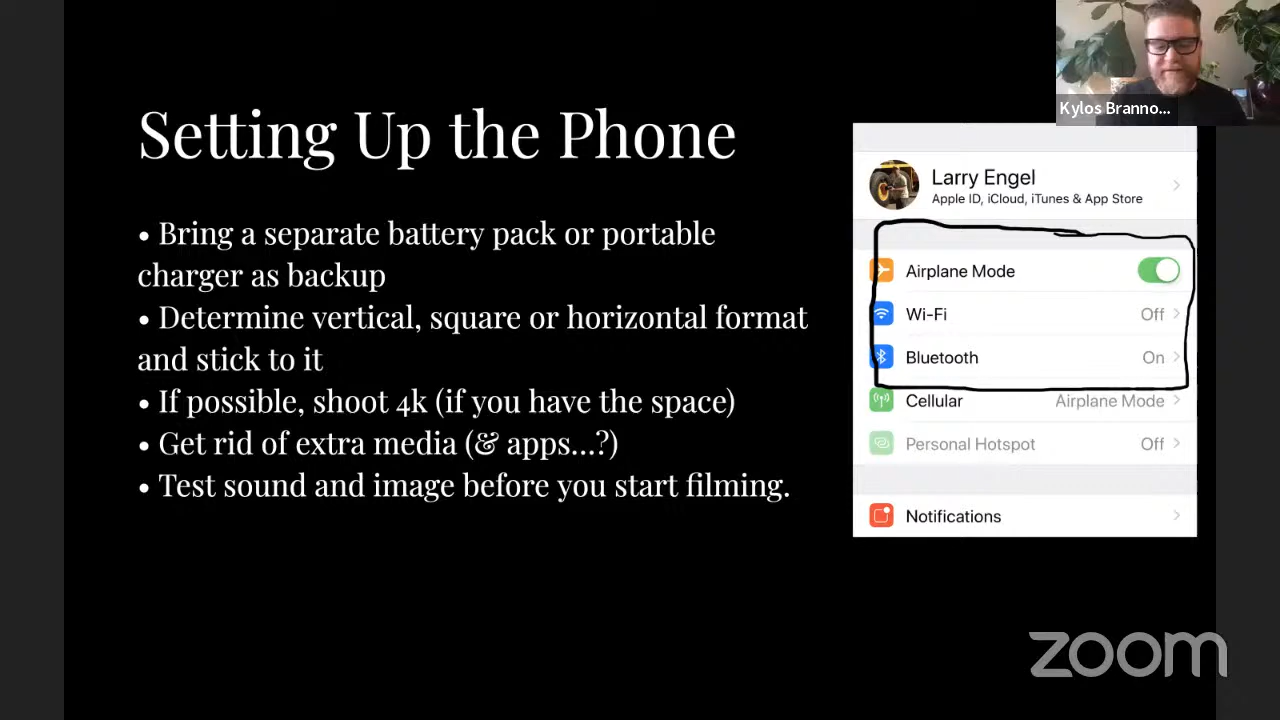 Kylos Branno...
Setting Up the Phone
• Bring a separate battery pack or portable
charger as backup
• Determine vertical, square or horizontal format
and stick to it
• If possible, shoot 4k (if you have the space)
• Get rid of extra media (& apps...?)
• Test sound and image before you start filming.
Larry Engel
Apple ID, iCloud, iTunes & App Store
Airplane Mode
Wi-Fi Off
Bluetooth On
Cellular Airplane Mode
Personal Hotspot Off
Notifications
zoom